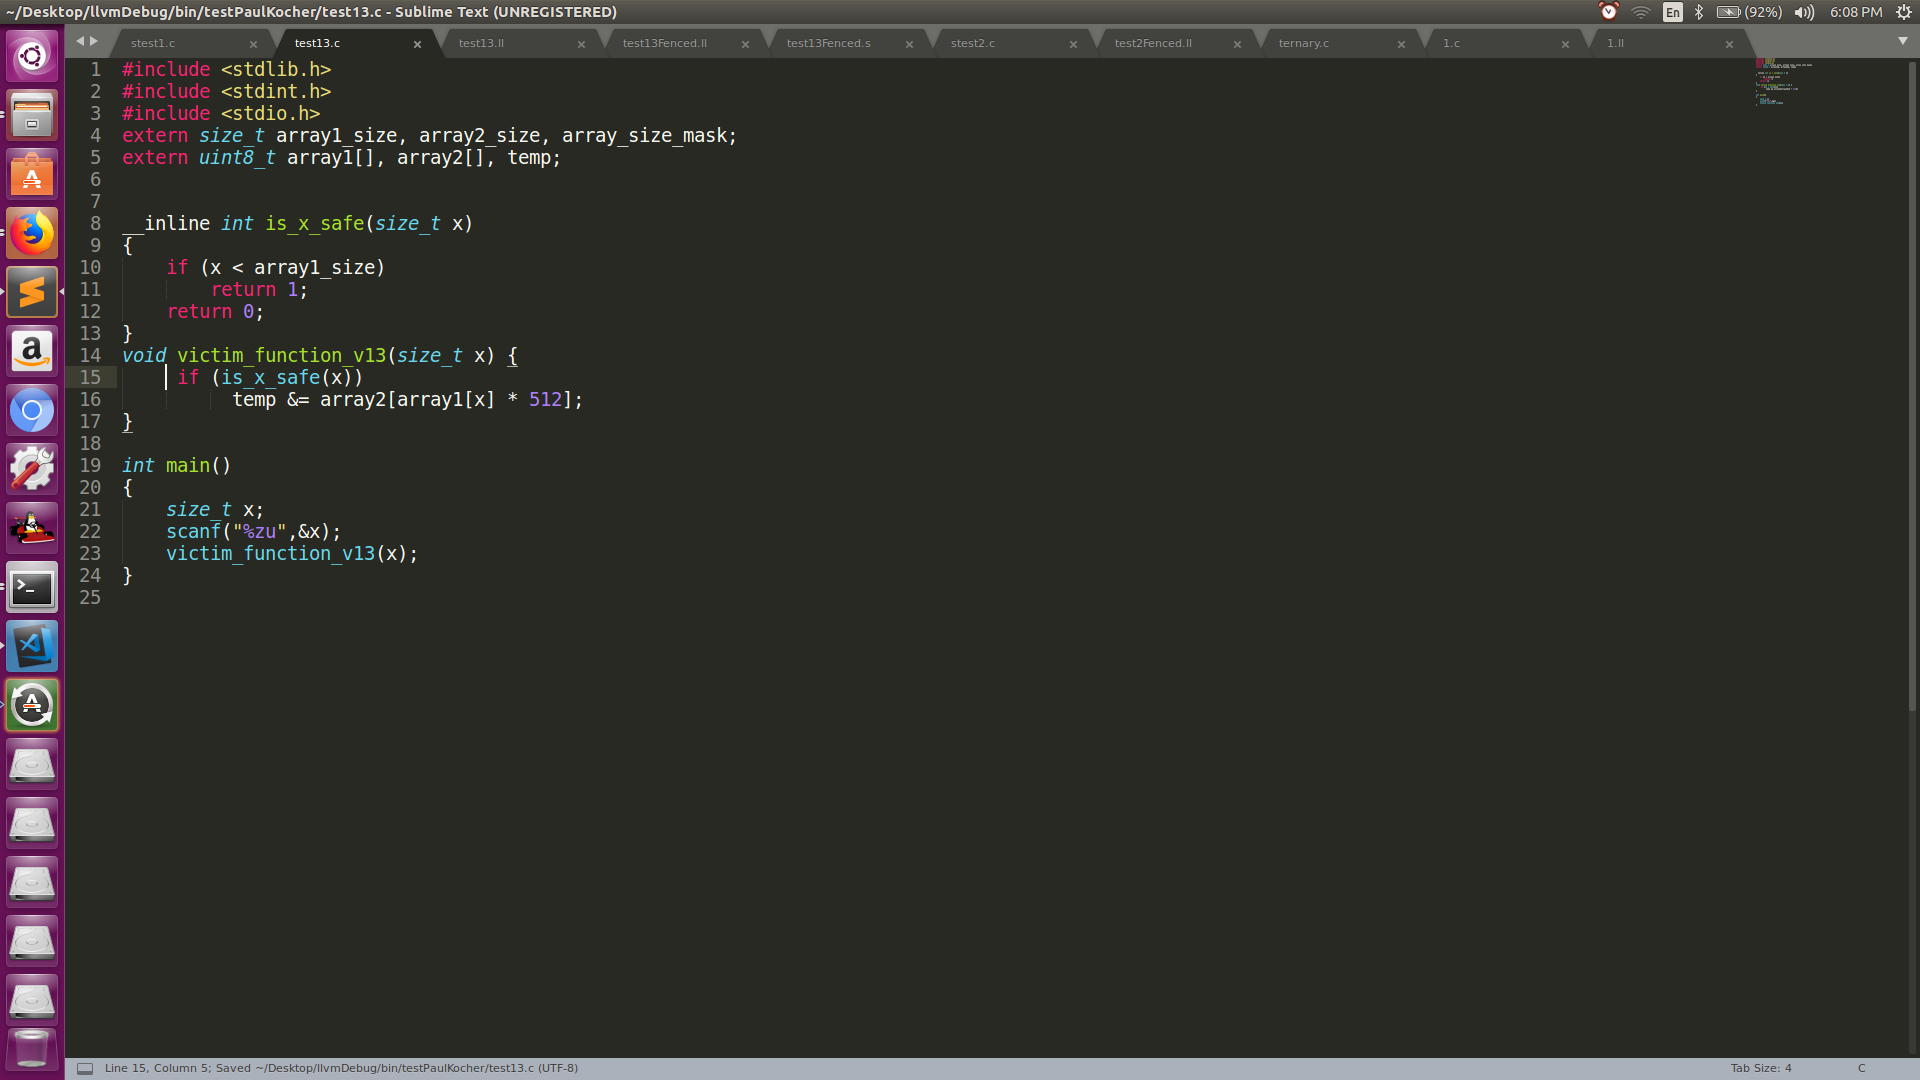 ~/Desktop/llvmDebug/bin/testPaulKocher/test13.c - Sublime Text (UNREGISTERED)
En (92%) 6:08 PM
stest1.c × test13.c × test13.ll × test13Fenced.ll × test13Fenced.s × stest2.c × test2Fenced.ll × ternary.c × 1.c × 1.ll ×
1 #include <stdlib.h>
2 #include <stdint.h>
3 #include <stdio.h>
4 extern size_t array1_size, array2_size, array_size_mask;
5 extern uint8_t array1[], array2[], temp;
6
7
8 __inline int is_x_safe(size_t x)
9 {
10     if (x < array1_size)
11         return 1;
12     return 0;
13 }
14 void victim_function_v13(size_t x) {
15      if (is_x_safe(x))
16           temp &= array2[array1[x] * 512];
17 }
18
19 int main()
20 {
21     size_t x;
22     scanf("%zu",&x);
23     victim_function_v13(x);
24 }
25
Line 15, Column 5; Saved ~/Desktop/llvmDebug/bin/testPaulKocher/test13.c (UTF-8)
Tab Size: 4 C